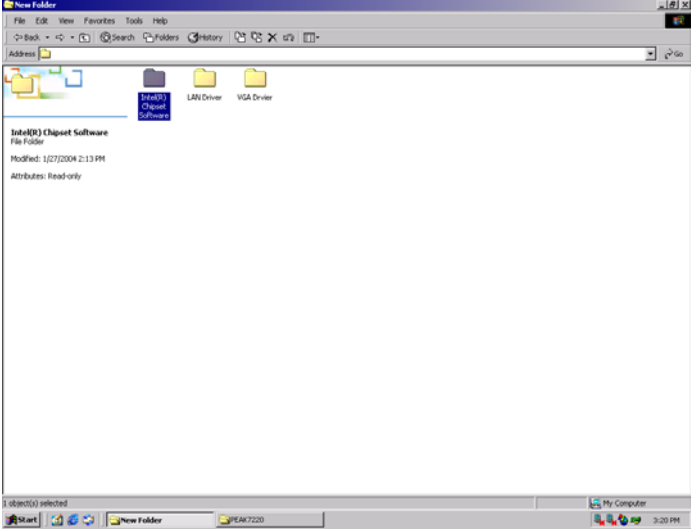 New Folder
File Edit View Favorites Tools Help
Back Search Folders History
Address Go
Intel(R) Chipset Software
LAN Driver
VGA Drvier
Intel(R) Chipset Software
File Folder
Modified: 1/27/2004 2:13 PM
Attributes: Read-only
1 object(s) selected
My Computer
Start New Folder PEAK7220 3:20 PM